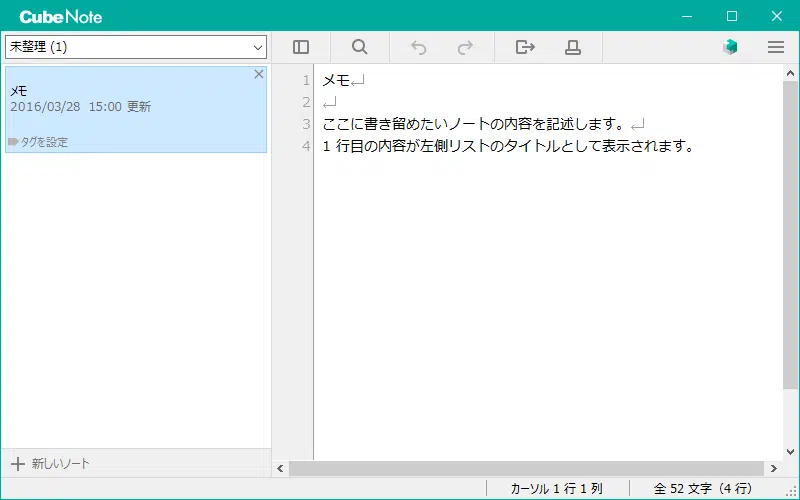 CubeNote
未整理 (1)
メモ
2016/03/28 15:00 更新
タグを設定
新しいノート
1 メモ
2
3 ここに書き留めたいノートの内容を記述します。
4 1 行目の内容が左側リストのタイトルとして表示されます。
カーソル 1 行 1 列
全 52 文字（4 行）